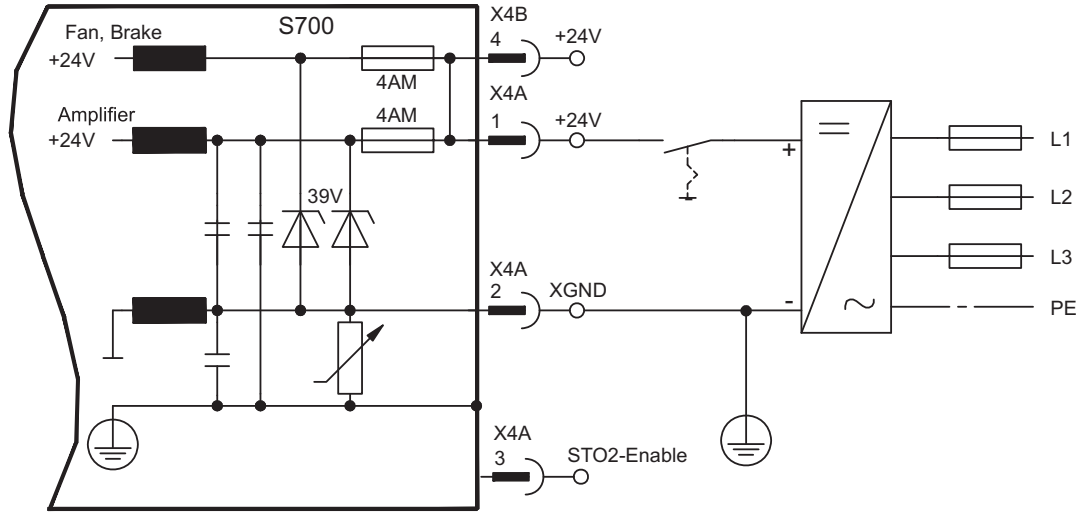 Fan, Brake
+24V
S700
4AM
X4B
4
+24V
Amplifier
+24V
4AM
X4A
1
+24V
39V
X4A
2
XGND
+
-
L1
L2
L3
PE
X4A
3
STO2-Enable